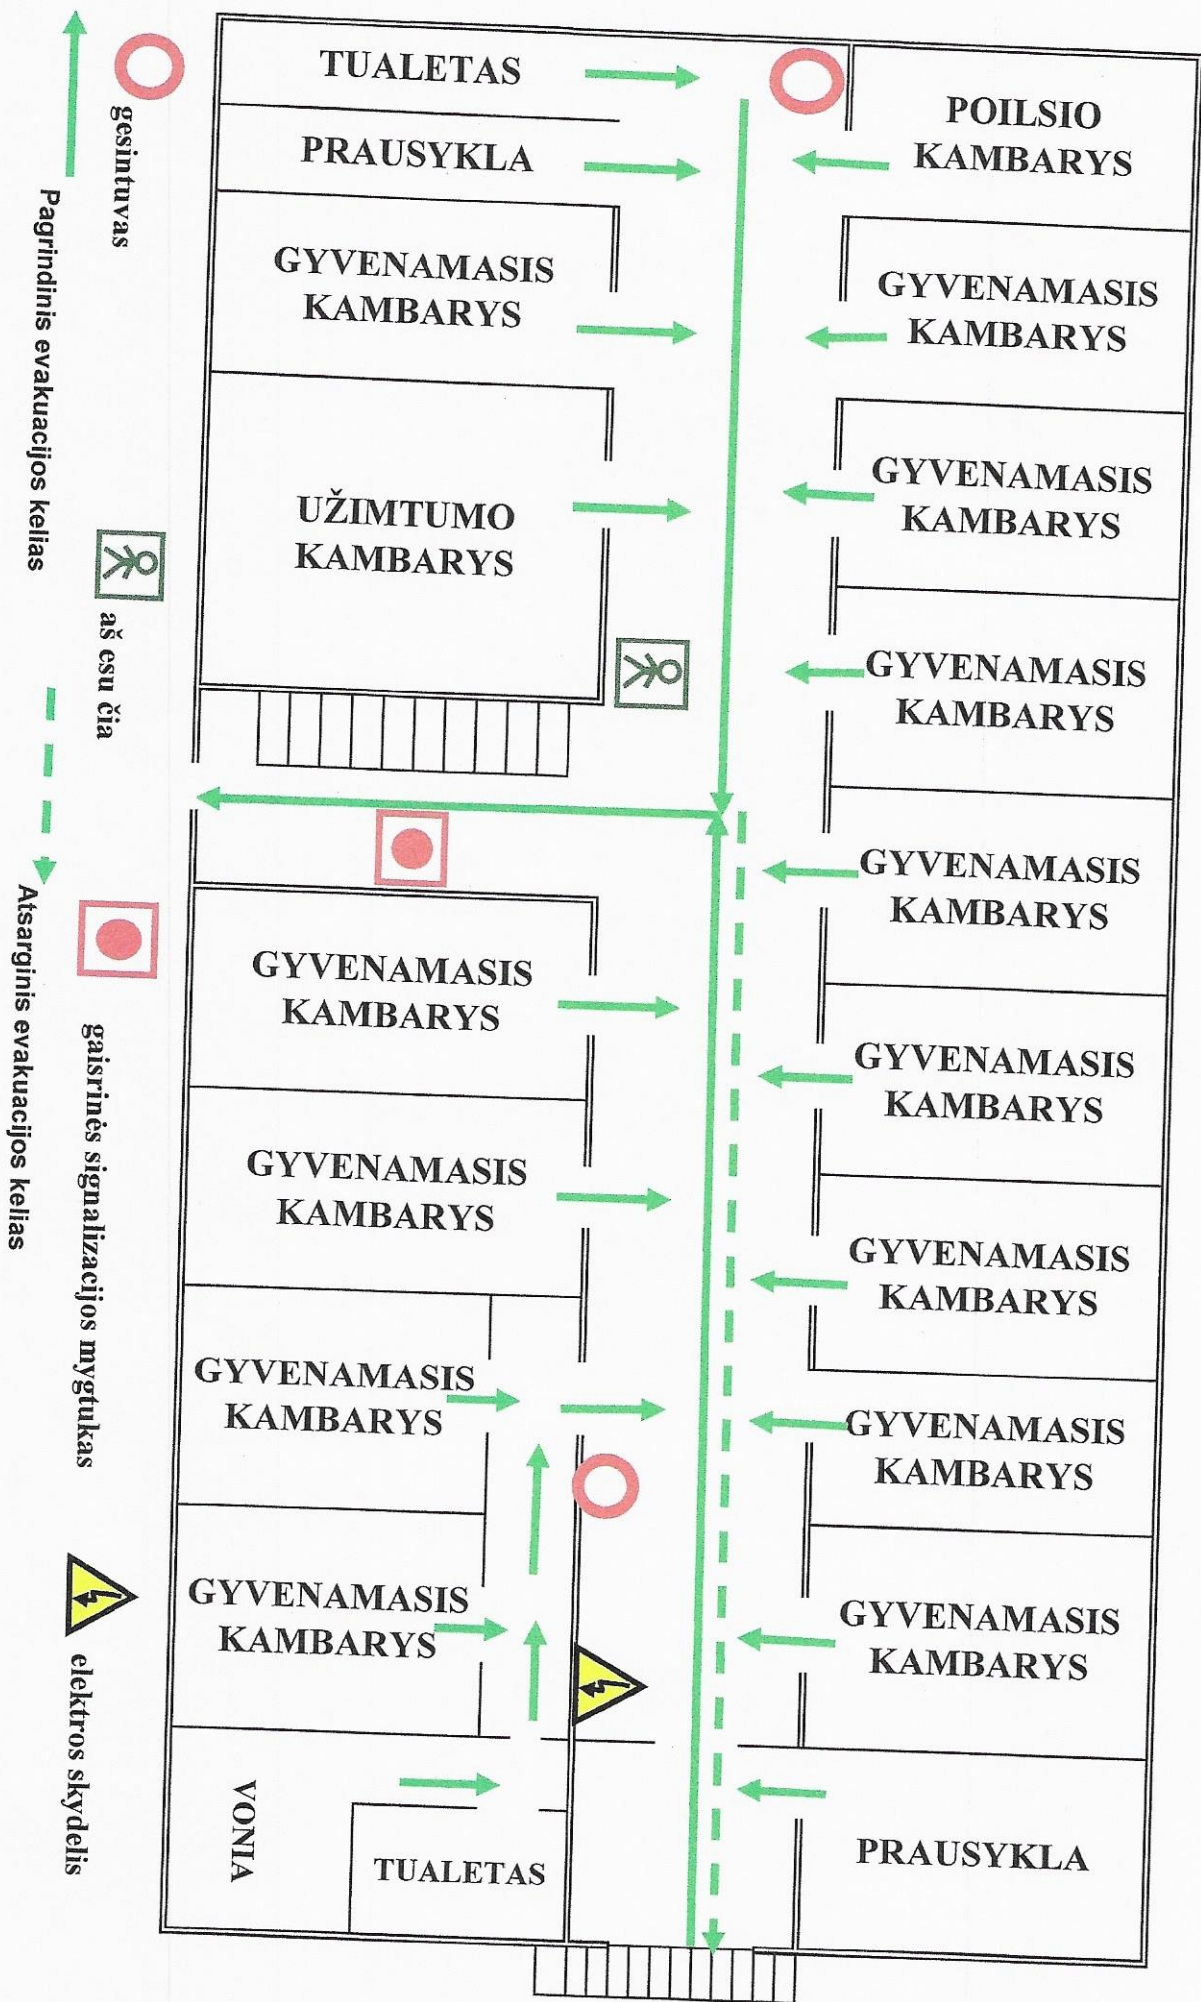 TUALETAS
POILSIO
KAMBARYS
PRAUSYKLA
GYVENAMASIS
KAMBARYS
GYVENAMASIS
KAMBARYS
UŽIMTUMO
KAMBARYS
GYVENAMASIS
KAMBARYS
GYVENAMASIS
KAMBARYS
GYVENAMASIS
KAMBARYS
GYVENAMASIS
KAMBARYS
GYVENAMASIS
KAMBARYS
GYVENAMASIS
KAMBARYS
GYVENAMASIS
KAMBARYS
GYVENAMASIS
KAMBARYS
GYVENAMASIS
KAMBARYS
GYVENAMASIS
KAMBARYS
GYVENAMASIS
KAMBARYS
VONIA
TUALETAS
PRAUSYKLA
gesintuvas
aš esu čia
gaisrinės signalizacijos mygtukas
elektros skydelis
Pagrindinis evakuacijos kelias
Atsarginis evakuacijos kelias